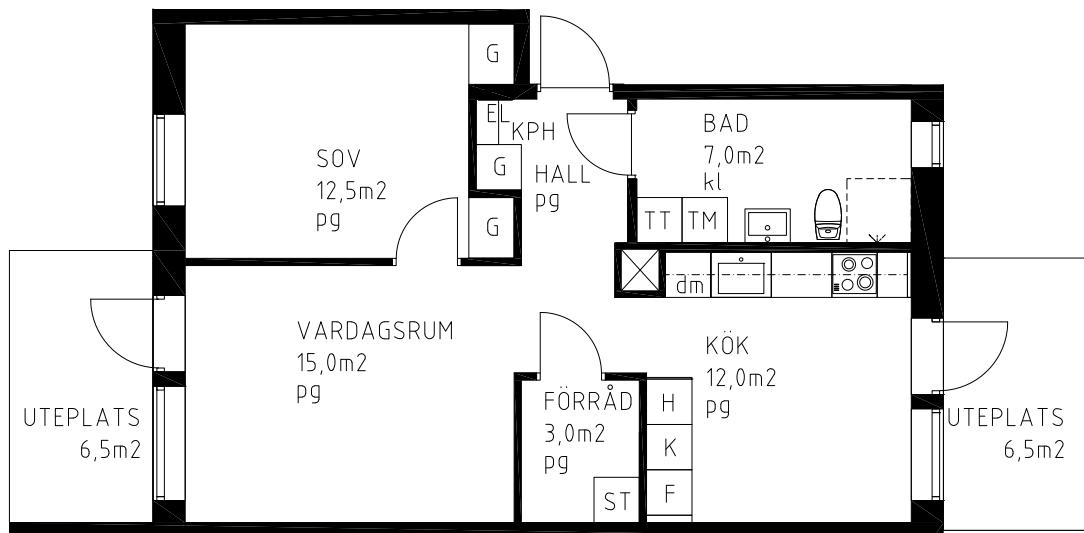 G
EL
KPH
G
HALL
pg
BAD
7,0m2
kl
SOV
12,5m2
pg
G
TT
TM
dm
VARDAGSRUM
15,0m2
pg
KÖK
12,0m2
pg
FÖRRÅD
3,0m2
pg
H
K
F
ST
UTEPLATS
6,5m2
UTEPLATS
6,5m2